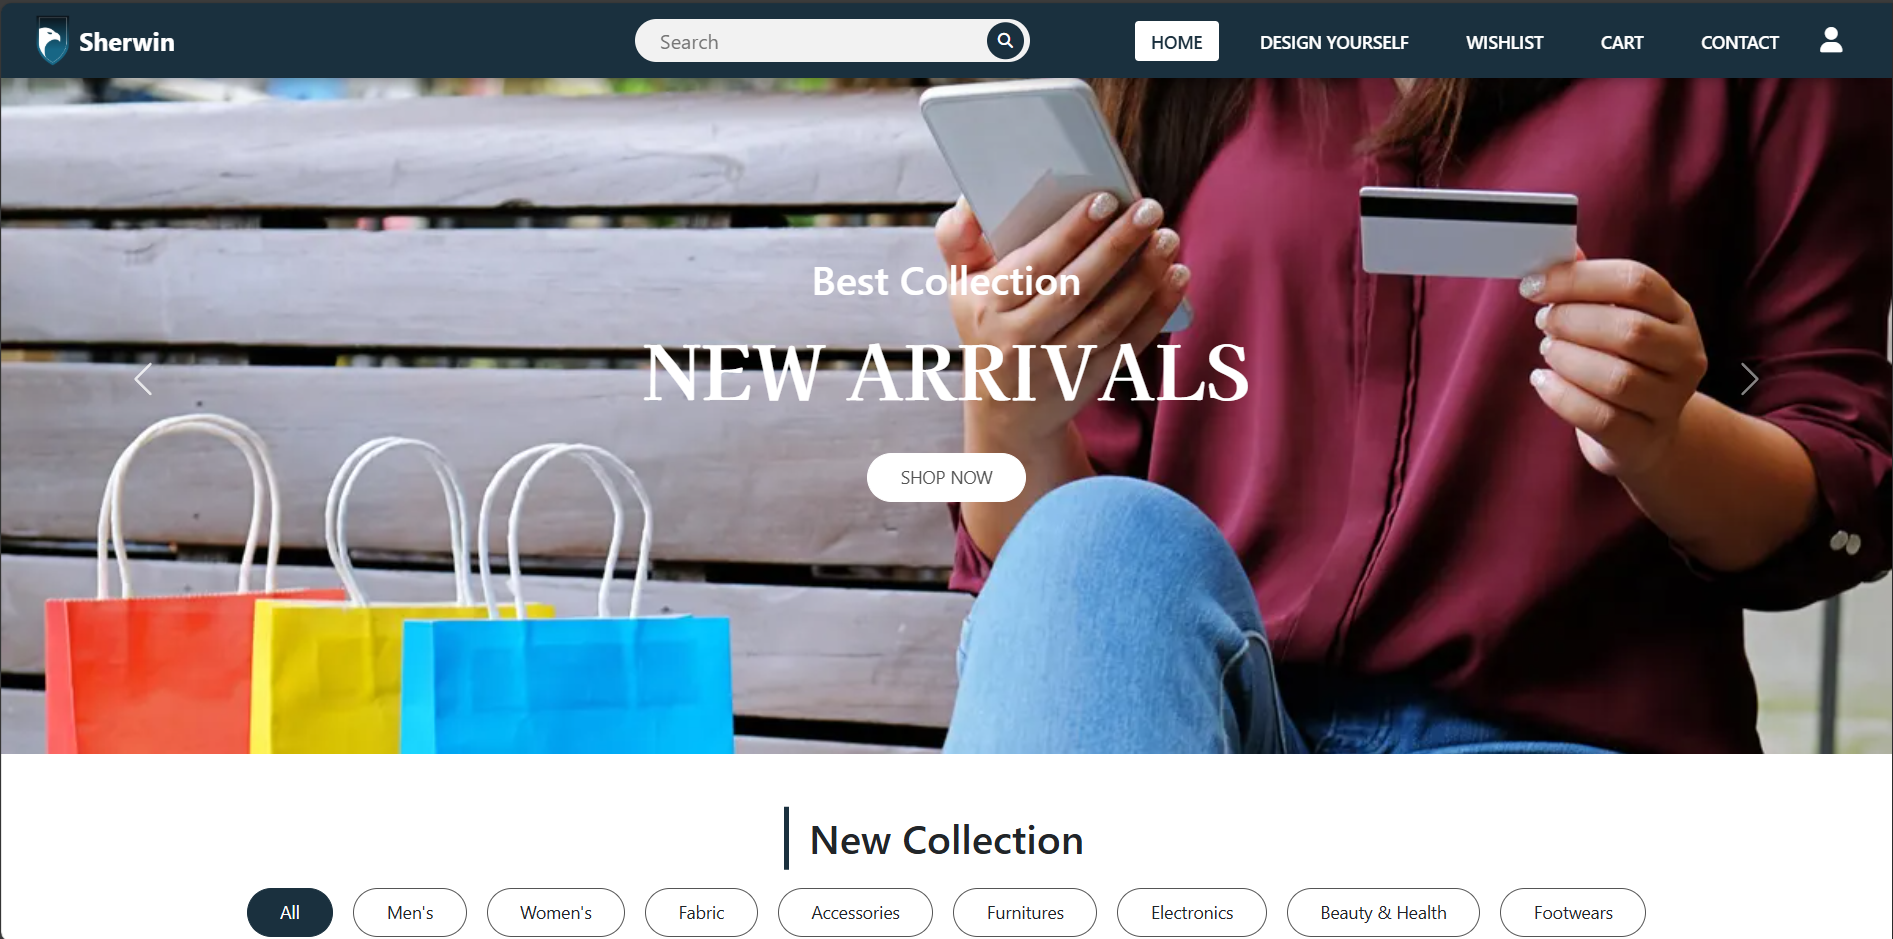 Sherwin
Search
HOME
DESIGN YOURSELF
WISHLIST
CART
CONTACT
Best Collection
NEW ARRIVALS
SHOP NOW
New Collection
All
Men's
Women's
Fabric
Accessories
Furnitures
Electronics
Beauty & Health
Footwears